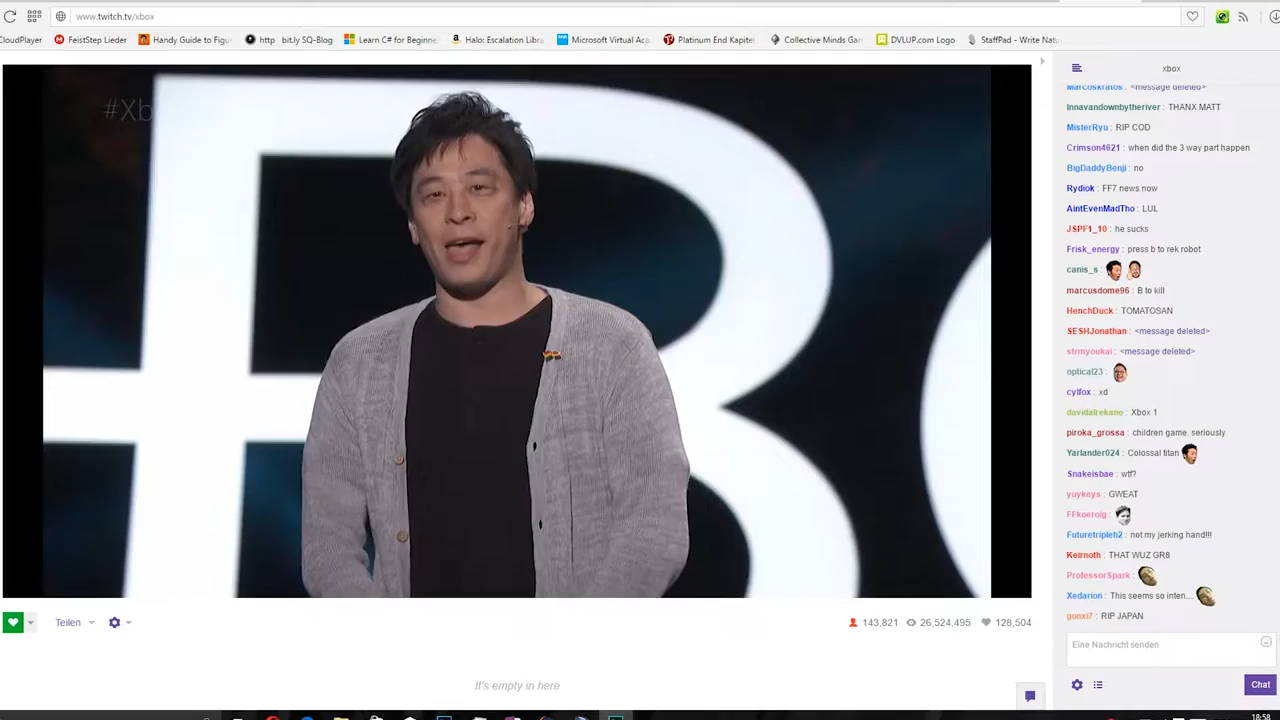 www.twitch.tv/xbox
CloudPlayer
FeistStep Lieder
Handy Guide to Figu
http bit.ly SQ-Blog
Learn C# for Beginne
Halo: Escalation Libra
Microsoft Virtual Aca
Platinum End Kapitel
Collective Minds Gam
DVLUP.com Logo
StaffPad - Write Natu
#Xb
B
xbox
Marcoskratos : <message deleted>
Innavandownbytheriver : THANX MATT
MisterRyu : RIP COD
Crimson4621 : when did the 3 way part happen
BigDaddyBenji : no
Rydiok : FF7 news now
AintEvenMadTho : LUL
JSPF1_10 : he sucks
Frisk_energy : press b to rek robot
canis_s :
marcusdome96 : B to kill
HenchDuck : TOMATOSAN
SESHJonathan : <message deleted>
strmyoukai : <message deleted>
optical23 :
cylfox : xd
davidalrekane : Xbox 1
piroka_grossa : children game, seriously
Yarlander024 : Colossal titan
Snakeisbae : wtf?
yuykeys : GWEAT
FFkoeroig :
Futuretripleh2 : not my jerking hand!!!
Keirnoth : THAT WUZ GR8
ProfessorSpark :
Xedarion : This seems so inten....
gonxi7 : RIP JAPAN
Teilen
143,821
26,524,495
128,504
Eine Nachricht senden
Chat
It's empty in here
18:58